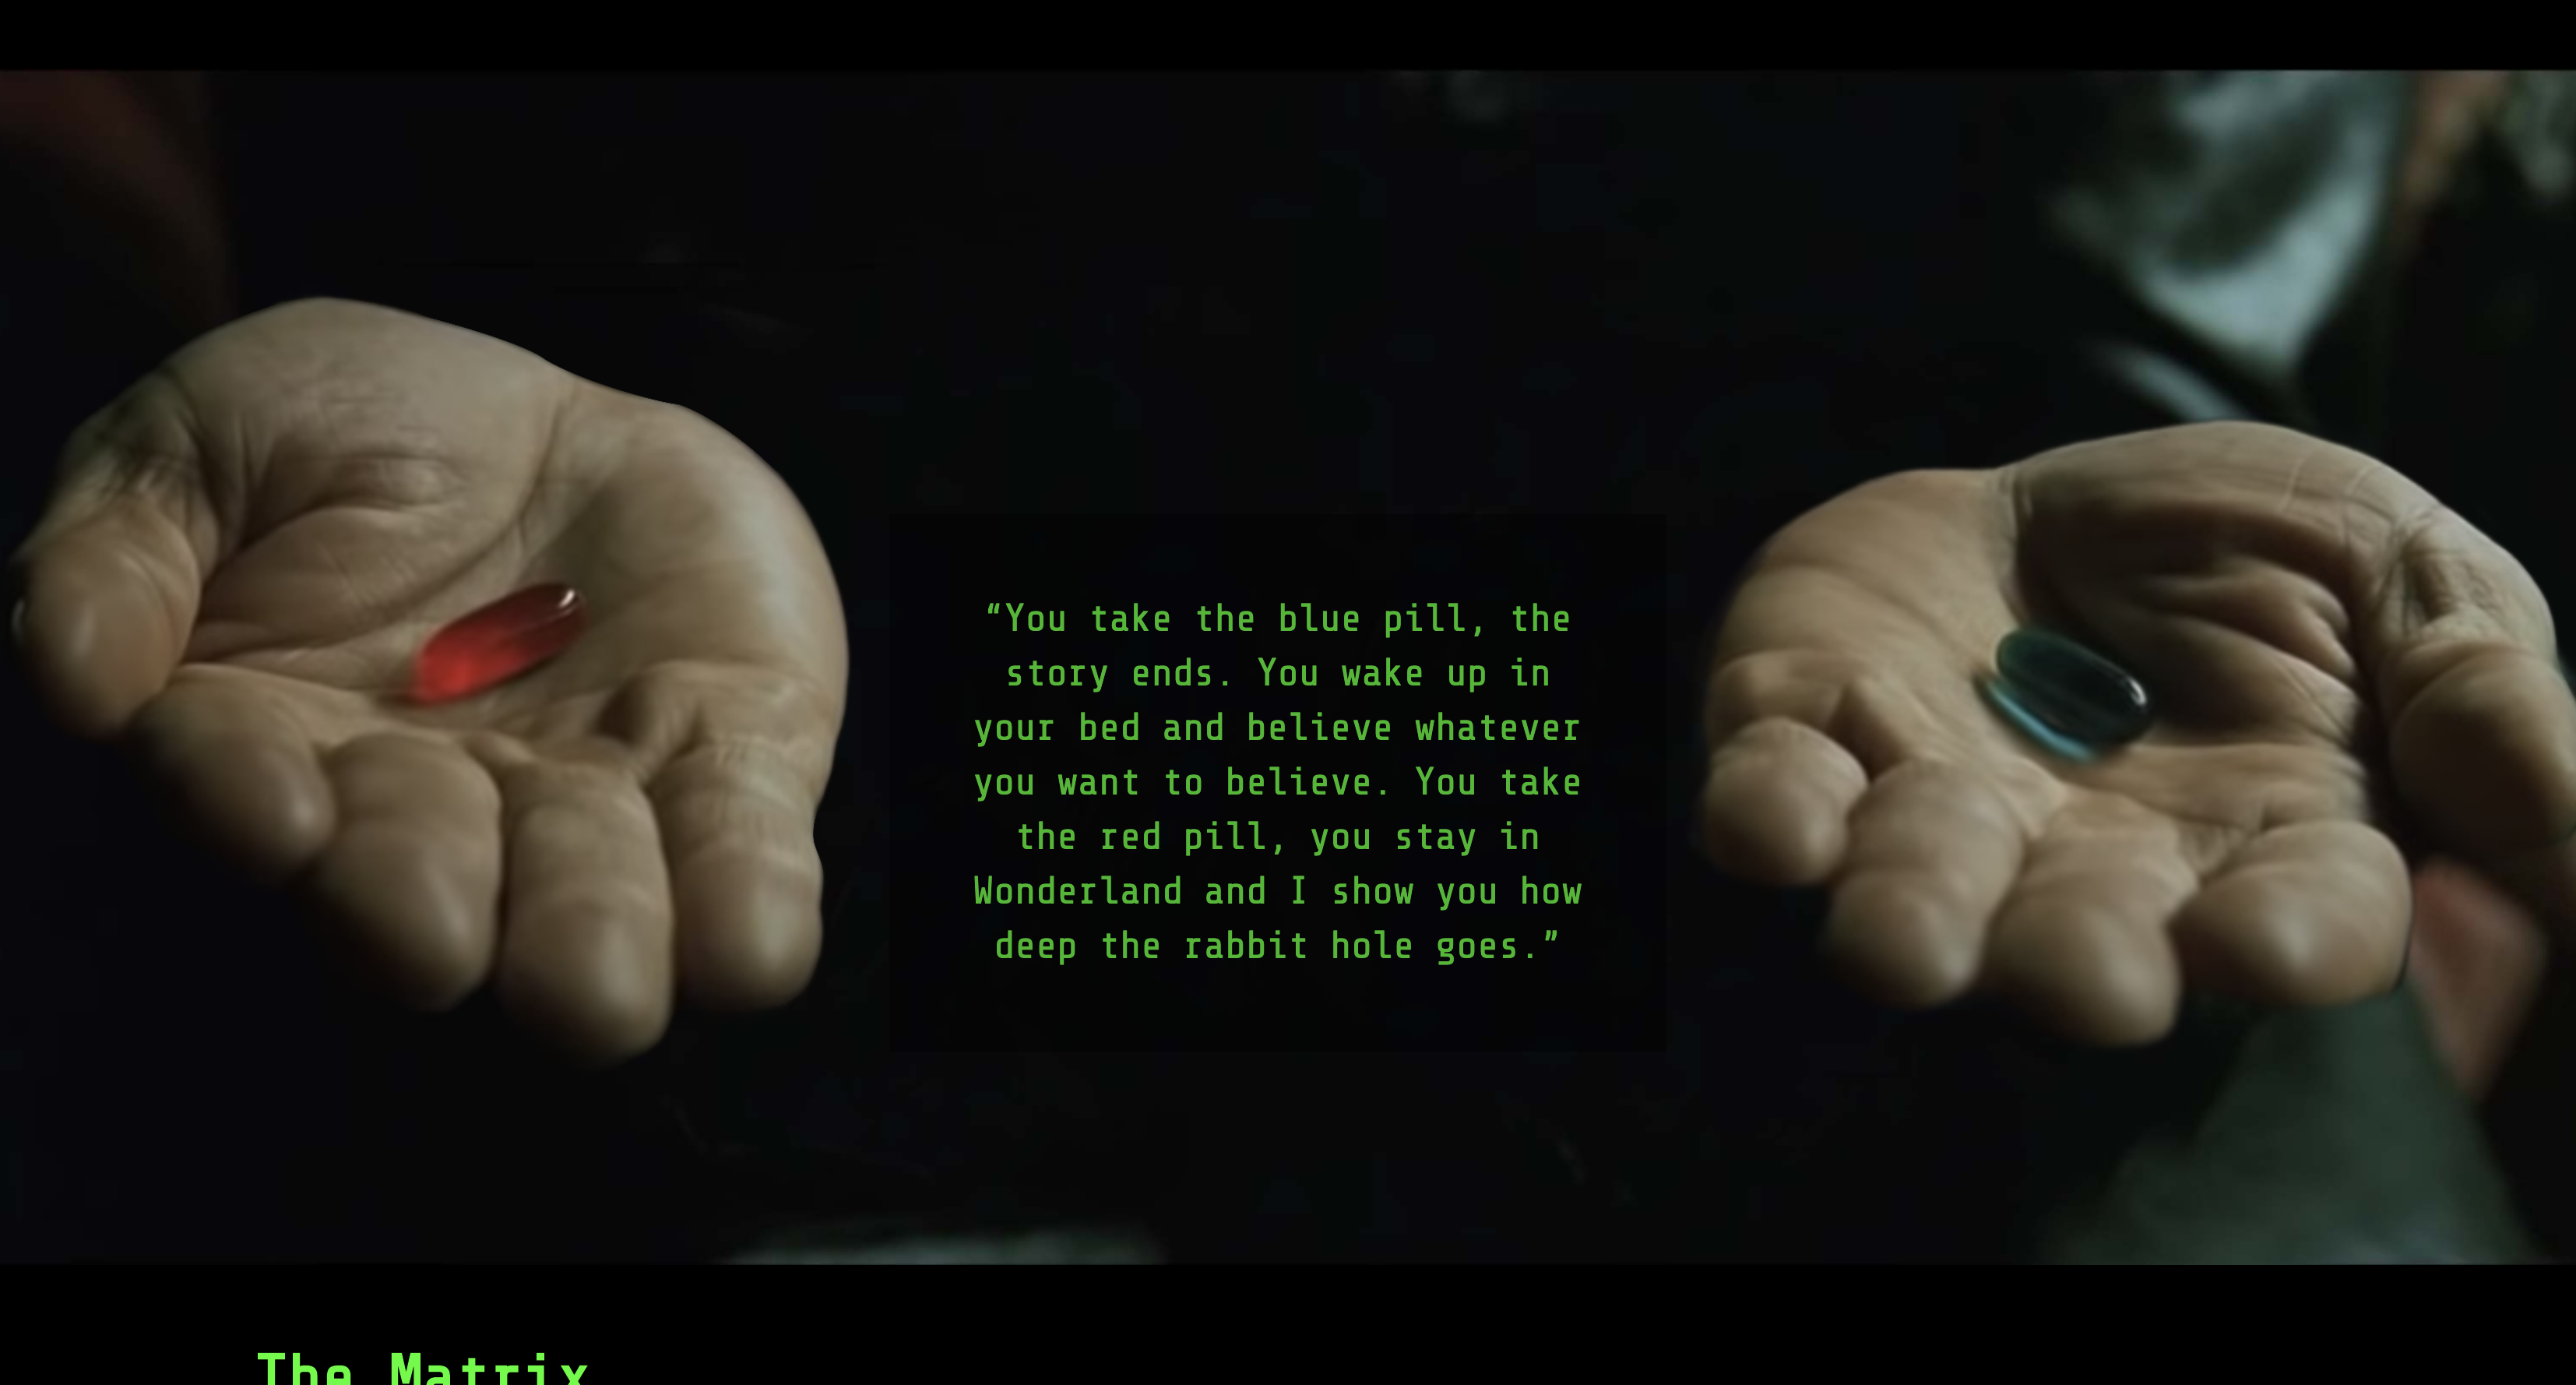 “You take the blue pill, the
story ends. You wake up in
your bed and believe whatever
you want to believe. You take
the red pill, you stay in
Wonderland and I show you how
deep the rabbit hole goes.”
The Matrix